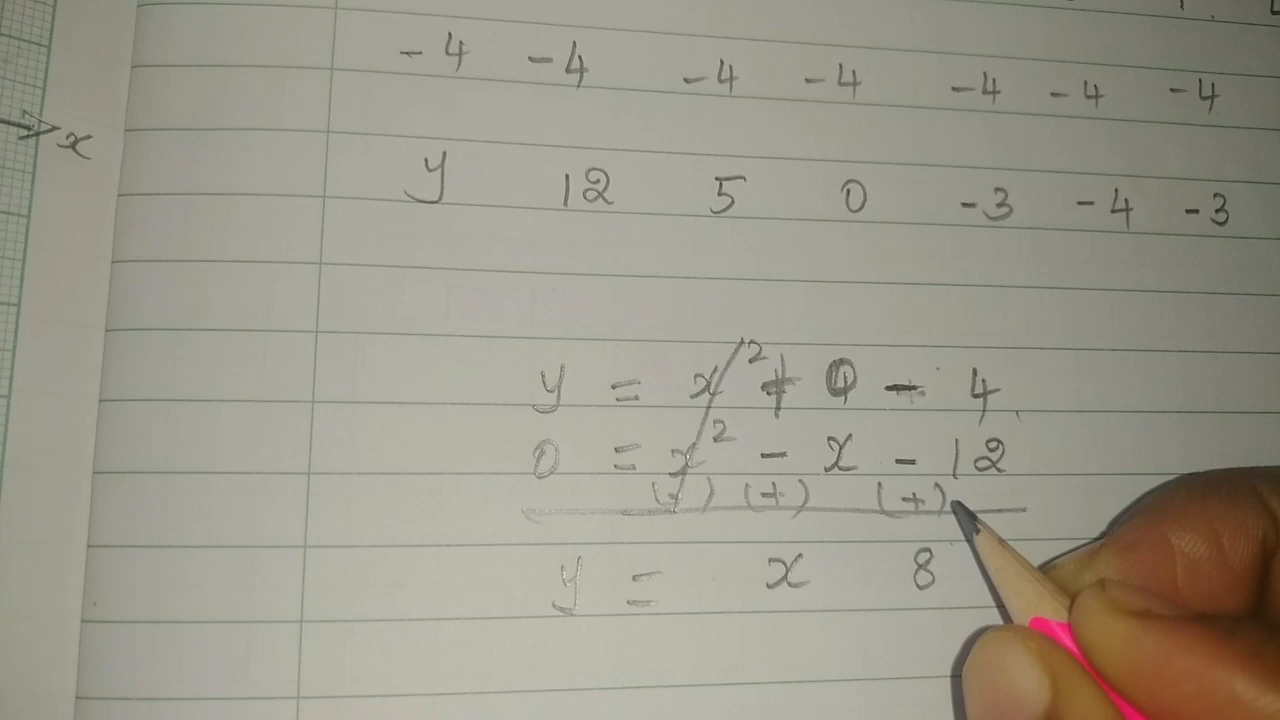 -4 -4 -4 -4 -4 -4 -4
x
y 12 5 0 -3 -4 -3
y = x² + 0 - 4
0 = x² - x - 12
(-) (+) (+)
y = x 8